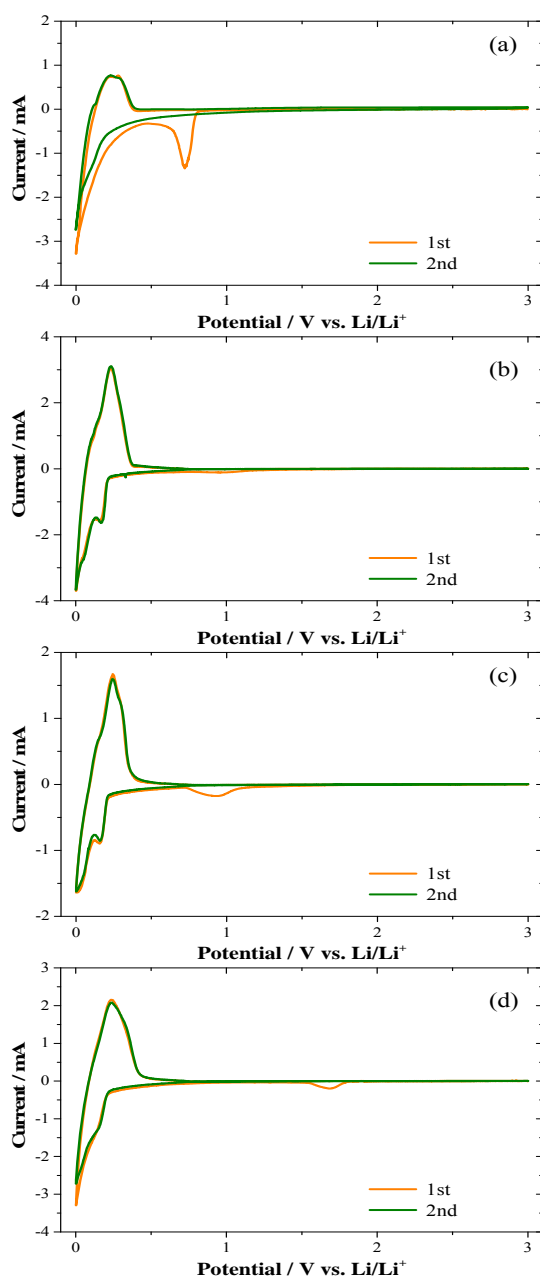 (a)
2
1
0
-1
-2
-3
-4
Current / mA
1st
2nd
0 1 2 3
Potential / V vs. Li/Li⁺
(b)
4
2
0
-2
-4
Current / mA
1st
2nd
0 1 2 3
Potential / V vs. Li/Li⁺
(c)
2
1
0
-1
-2
Current / mA
1st
2nd
0 1 2 3
Potential / V vs. Li/Li⁺
(d)
3
2
1
0
-1
-2
-3
-4
Current / mA
1st
2nd
0 1 2 3
Potential / V vs. Li/Li⁺